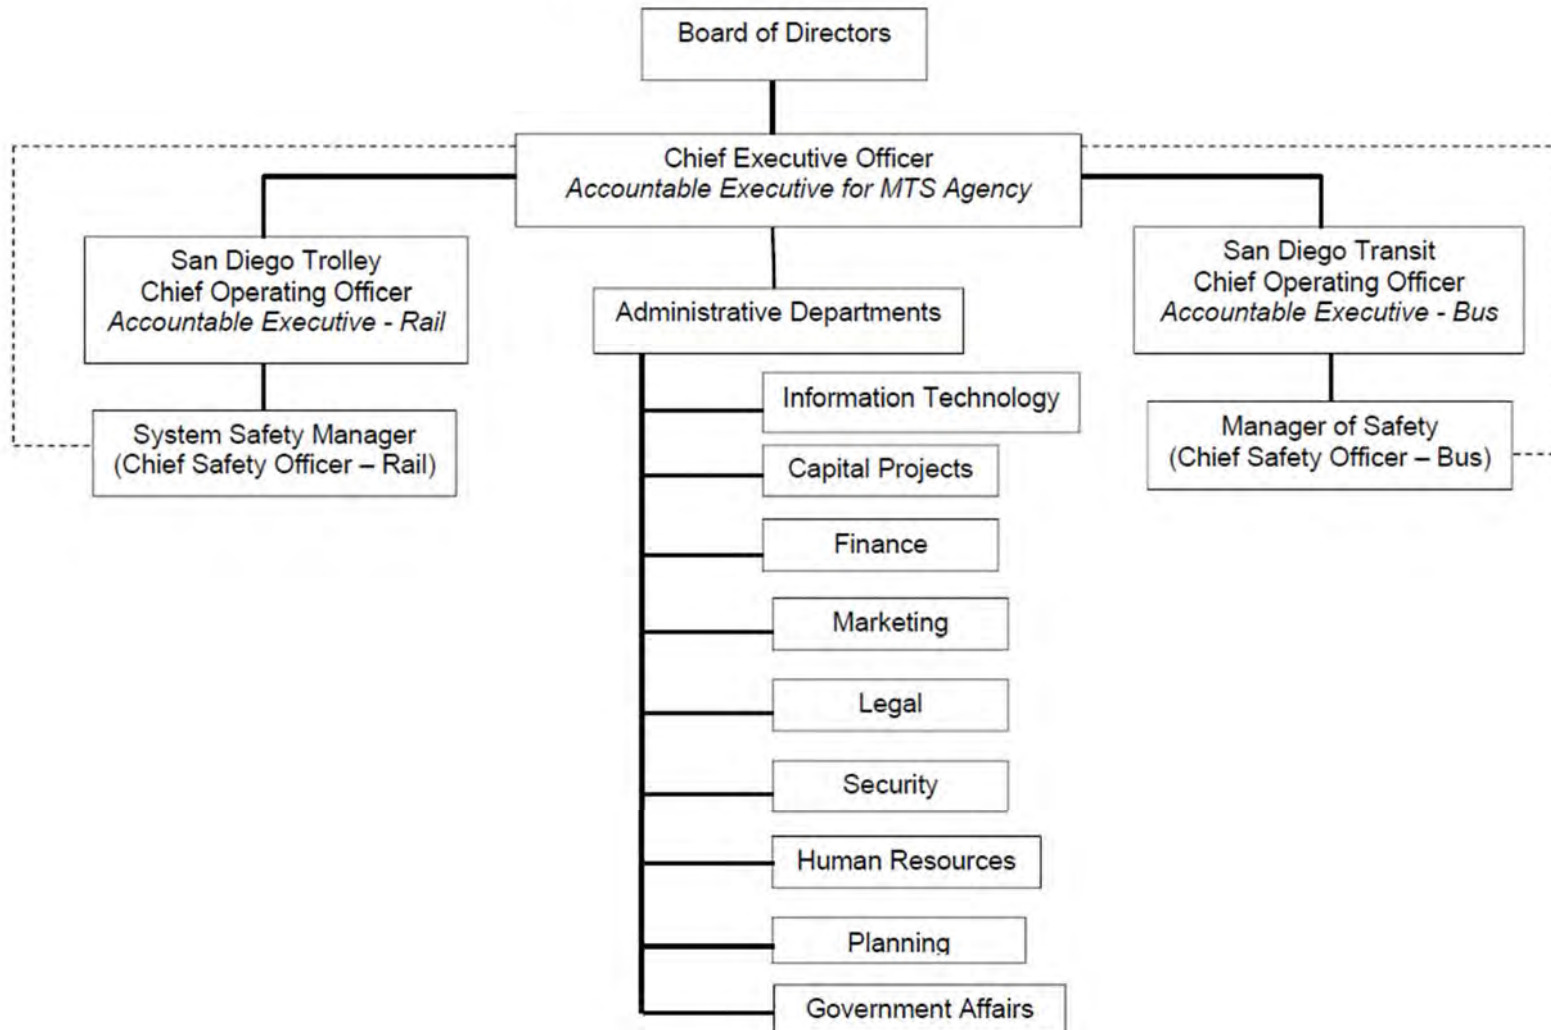 Board of Directors
Chief Executive Officer
Accountable Executive for MTS Agency
San Diego Trolley
Chief Operating Officer
Accountable Executive - Rail
System Safety Manager
(Chief Safety Officer – Rail)
Administrative Departments
Information Technology
Capital Projects
Finance
Marketing
Legal
Security
Human Resources
Planning
Government Affairs
San Diego Transit
Chief Operating Officer
Accountable Executive - Bus
Manager of Safety
(Chief Safety Officer – Bus)